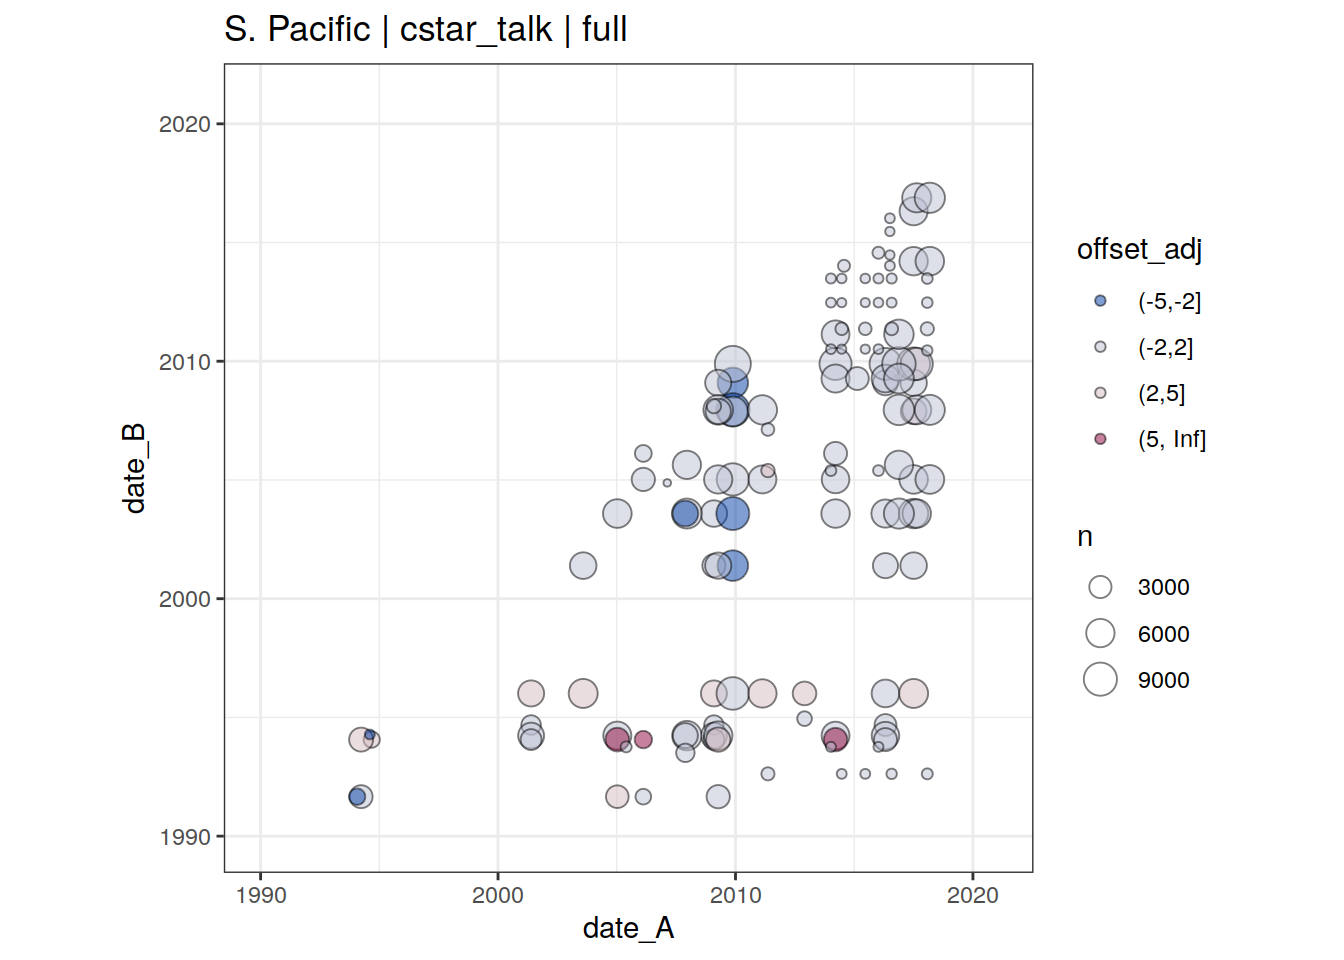 S. Pacific | cstar_talk | full
date_B
2020
2010
2000
1990
1990
2000
2010
2020
date_A
offset_adj
(-5,-2]
(-2,2]
(2,5]
(5, Inf]
n
3000
6000
9000